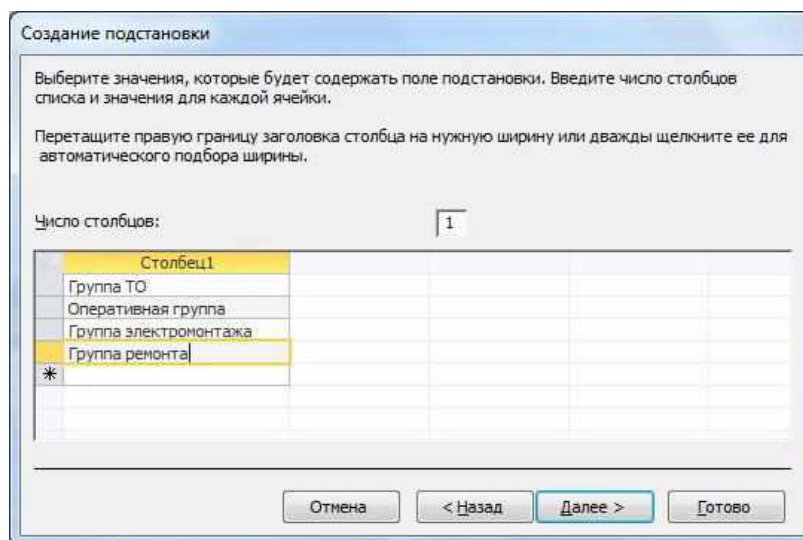 Создание подстановки
Выберите значения, которые будет содержать поле подстановки. Введите число столбцов
списка и значения для каждой ячейки.
Перетащите правую границу заголовка столбца на нужную ширину или дважды щелкните ее для
автоматического подбора ширины.
Число столбцов: 1
Столбец1
Группа ТО
Оперативная группа
Группа электромонтажа
Группа ремонта
Отмена < Назад Далее > Готово